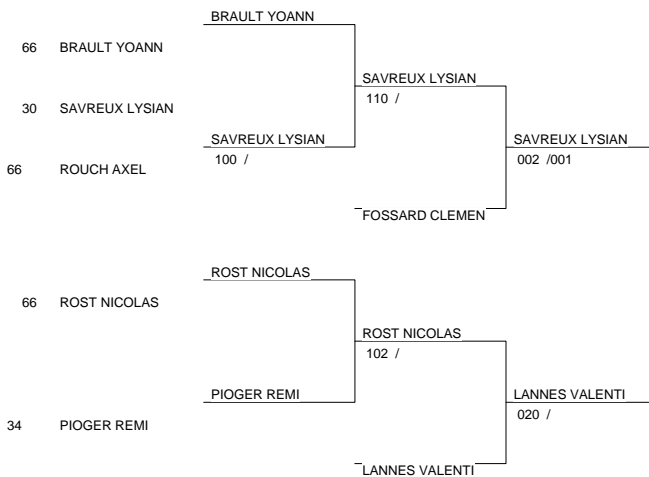 BRAULT YOANN
66 BRAULT YOANN
SAVREUX LYSIAN
110 /
30 SAVREUX LYSIAN
SAVREUX LYSIAN
100 /
SAVREUX LYSIAN
002 /001
66 ROUCH AXEL
FOSSARD CLEMEN
ROST NICOLAS
66 ROST NICOLAS
ROST NICOLAS
102 /
PIOGER REMI
LANNES VALENTI
020 /
34 PIOGER REMI
LANNES VALENTI